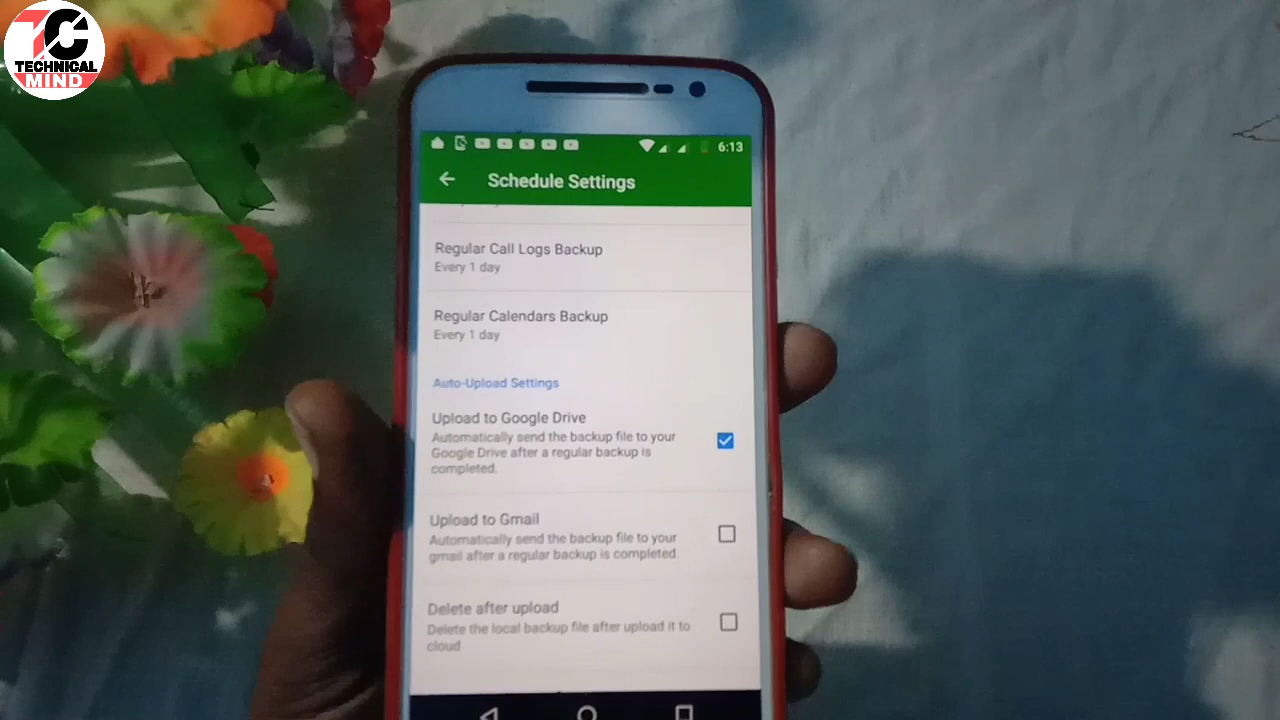 TC
TECHNICAL
MIND
6:13
Schedule Settings
Regular Call Logs Backup
Every 1 day
Regular Calendars Backup
Every 1 day
Auto-Upload Settings
Upload to Google Drive
Automatically send the backup file to your
Google Drive after a regular backup is
completed.
Upload to Gmail
Automatically send the backup file to your
gmail after a regular backup is completed.
Delete after upload
Delete the local backup file after upload it to
cloud